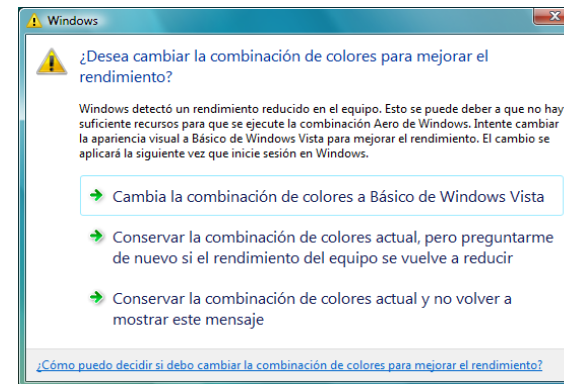 Windows
¿Desea cambiar la combinación de colores para mejorar el
rendimiento?
Windows detectó un rendimiento reducido en el equipo. Esto se puede deber a que no hay
suficiente recursos para que se ejecute la combinación Aero de Windows. Intente cambiar
la apariencia visual a Básico de Windows Vista para mejorar el rendimiento. El cambio se
aplicará la siguiente vez que inicie sesión en Windows.
Cambia la combinación de colores a Básico de Windows Vista
Conservar la combinación de colores actual, pero preguntarme
de nuevo si el rendimiento del equipo se vuelve a reducir
Conservar la combinación de colores actual y no volver a
mostrar este mensaje
¿Cómo puedo decidir si debo cambiar la combinación de colores para mejorar el rendimiento?